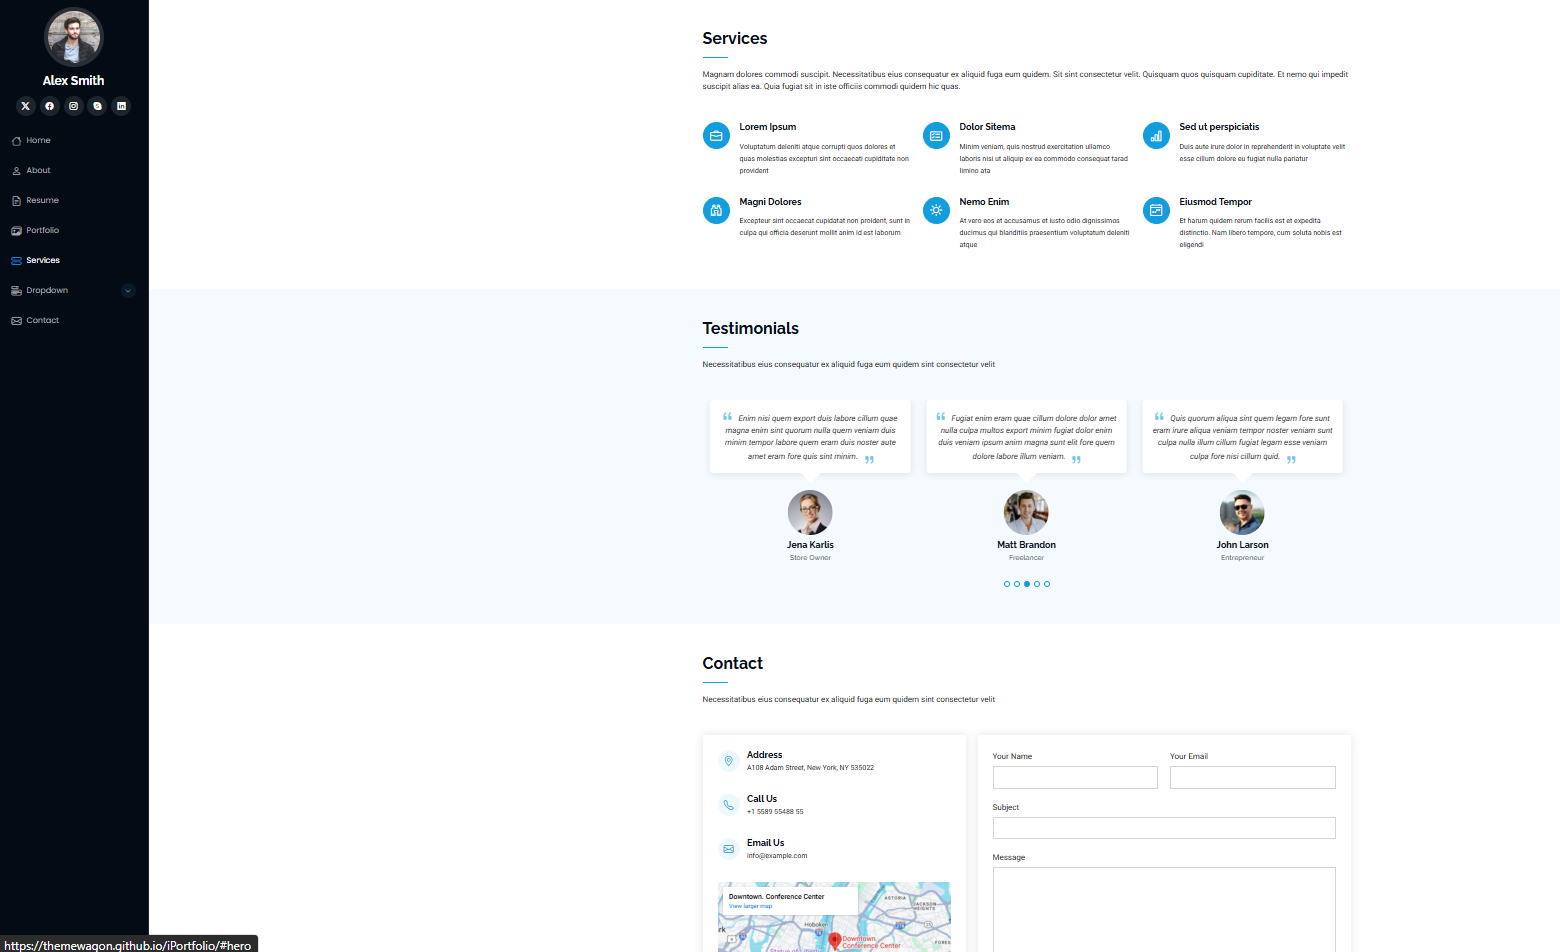 Alex Smith
Home
About
Resume
Portfolio
Services
Dropdown
Contact
Services
Magnam dolores commodi suscipit. Necessitatibus eius consequatur ex aliquid fuga eum quidem. Sit sint consectetur velit. Quisquam quos quisquam cupiditate. Et nemo qui impedit
suscipit alias ea. Quia fugiat sit in iste officiis commodi quidem hic quas.
Lorem Ipsum
Voluptatum deleniti atque corrupti quos dolores et
quas molestias excepturi sint occaecati cupiditate non
provident
Dolor Sitema
Minim veniam, quis nostrud exercitation ullamco
laboris nisi ut aliquip ex ea commodo consequat tarad
limino ata
Sed ut perspiciatis
Duis aute irure dolor in reprehenderit in voluptate velit
esse cillum dolore eu fugiat nulla pariatur
Magni Dolores
Excepteur sint occaecat cupidatat non proident, sunt in
culpa qui officia deserunt mollit anim id est laborum
Nemo Enim
At vero eos et accusamus et iusto odio dignissimos
ducimus qui blanditiis praesentium voluptatum deleniti
atque
Eiusmod Tempor
Et harum quidem rerum facilis est et expedita
distinctio. Nam libero tempore, cum soluta nobis est
eligendi
Testimonials
Necessitatibus eius consequatur ex aliquid fuga eum quidem sint consectetur velit
“ Enim nisi quem export duis labore cillum quae
magna enim sint quorum nulla quem veniam duis
minim tempor labore quem eram duis noster aute
amet eram fore quis sint minim. ”
Jena Karlis
Store Owner
“ Fugiat enim eram quae cillum dolore dolor amet
nulla culpa multos export minim fugiat dolor enim
duis veniam ipsum anim magna sunt elit fore quem
dolore labore illum veniam. ”
Matt Brandon
Freelancer
“ Quis quorum aliqua sint quem legam fore sunt
eram irure aliqua veniam tempor noster veniam sunt
culpa nulla illum cillum fugiat legam esse veniam
culpa fore nisi cillum quid. ”
John Larson
Entrepreneur
Contact
Necessitatibus eius consequatur ex aliquid fuga eum quidem sint consectetur velit
Address
A108 Adam Street, New York, NY 535022
Call Us
+1 5589 55488 55
Email Us
info@example.com
Downtown. Conference Center
View larger map
ASTORIA
JACKSON
HEIGHTS
Hoboken
Downtown
Conference Center
Your Name
Your Email
Subject
Message
https://themewagon.github.io/iPortfolio/#hero